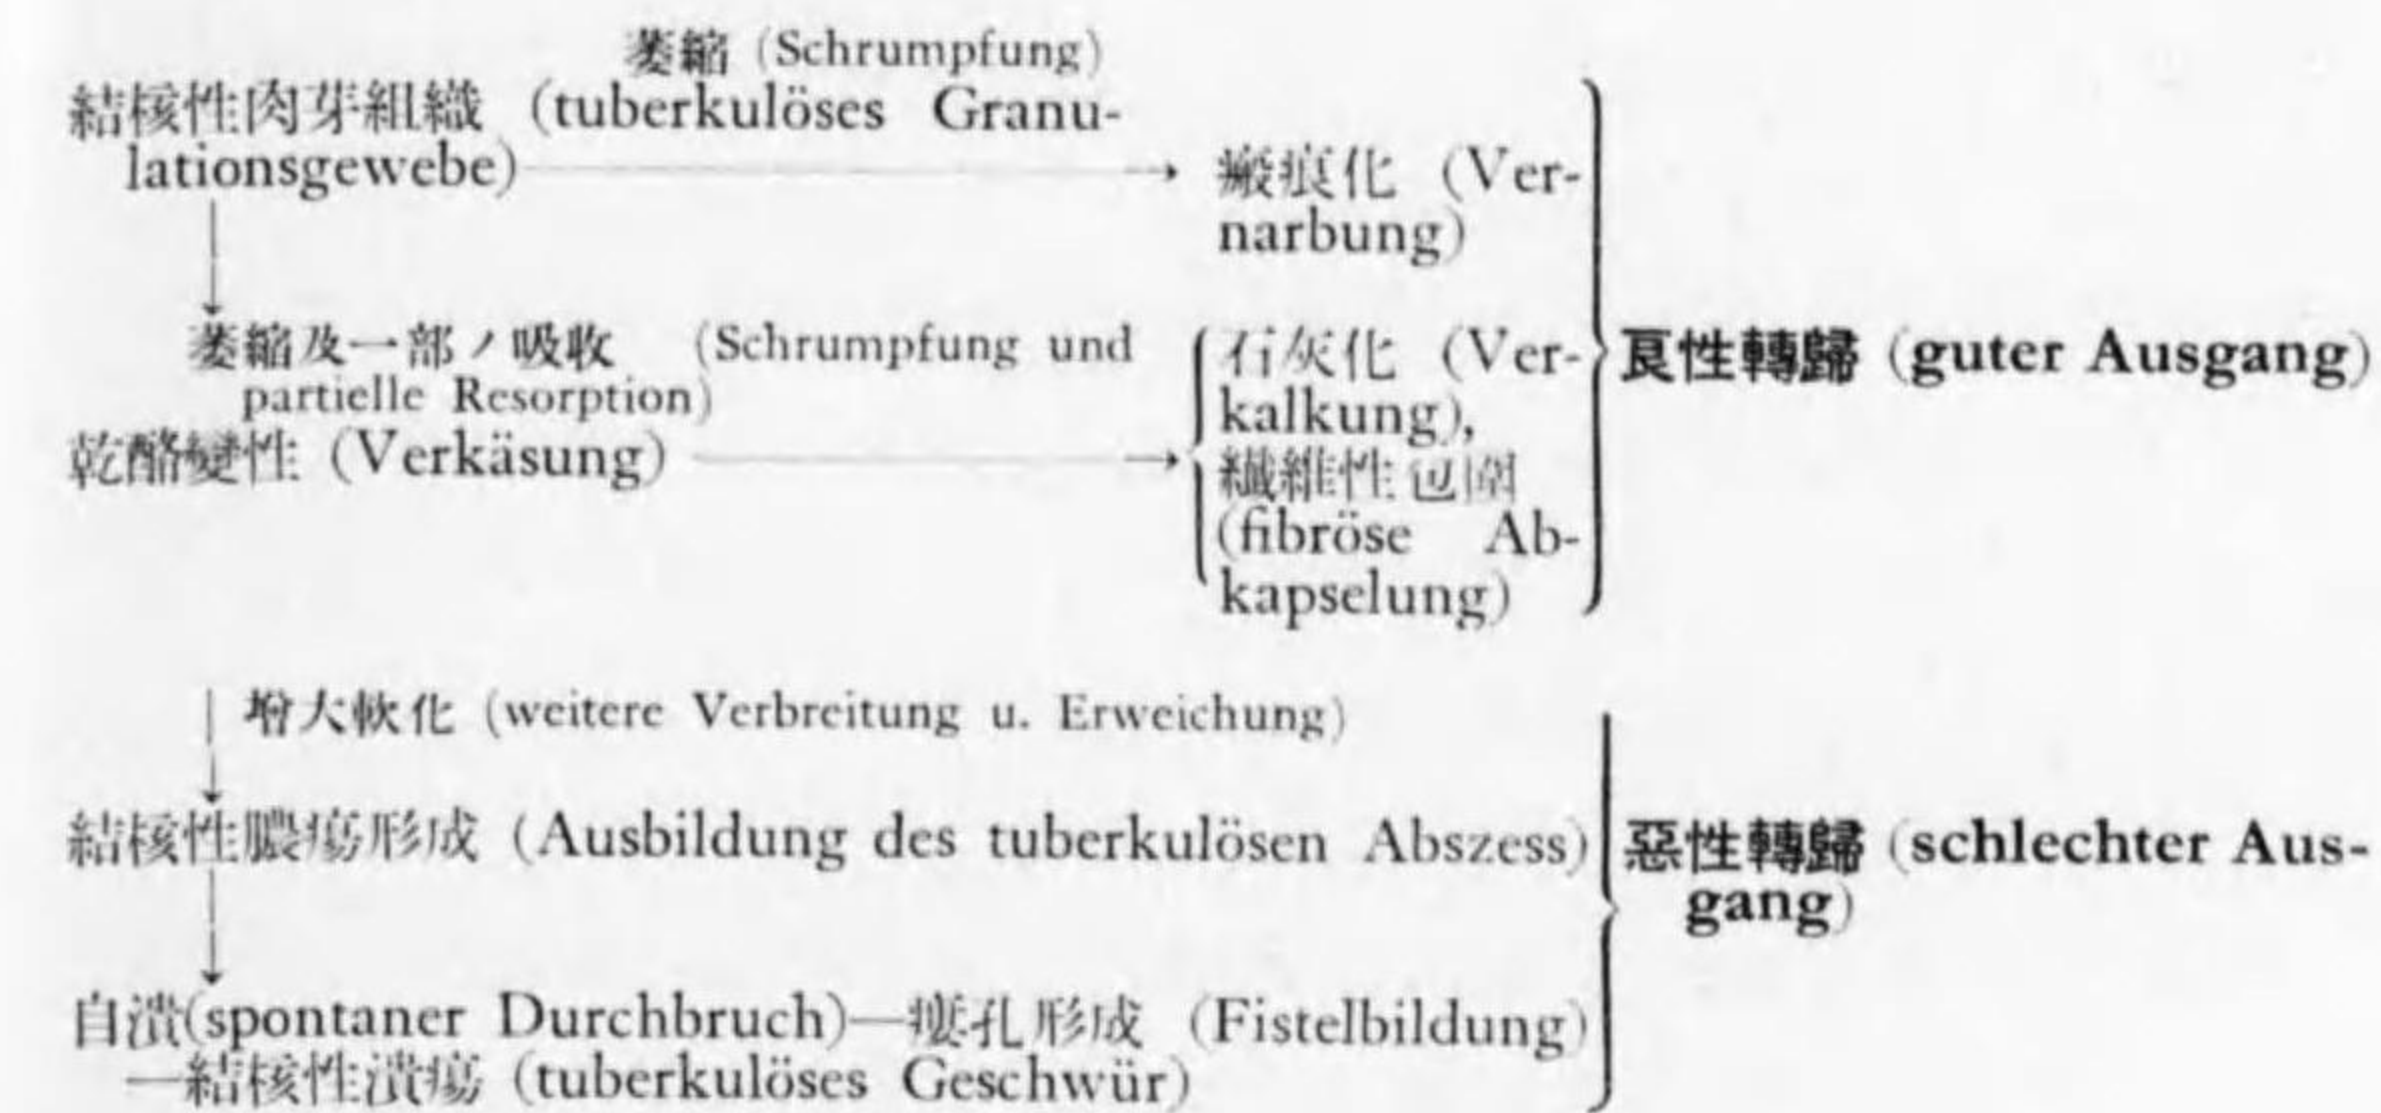 萎縮 (Schrumpfung)
結核性肉芽組織 (tuberkulöses Granu-
lationsgewebe)
瘢痕化 (Ver-
narbung)
萎縮及一部ノ吸收 (Schrumpfung und
partielle Resorption)
乾酪變性 (Verkäsung)
石灰化 (Ver-
kalkung),
纖維性包圍
(fibröse Ab-
kapselung)
良性轉歸 (guter Ausgang)
增大軟化 (weitere Verbreitung u. Erweichung)
結核性膿瘍形成 (Ausbildung des tuberkulösen Abszess)
惡性轉歸 (schlechter Aus-
gang)
自潰(spontaner Durchbruch)—瘻孔形成 (Fistelbildung)
—結核性潰瘍 (tuberkulöses Geschwür)